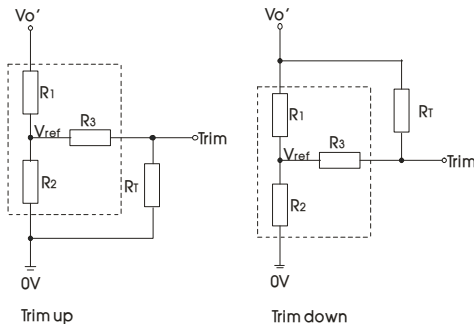 Vo'
R1
Vref
R3
Trim
R2
RT
0V
Trim up
Vo'
R1
RT
Vref
R3
Trim
R2
0V
Trim down